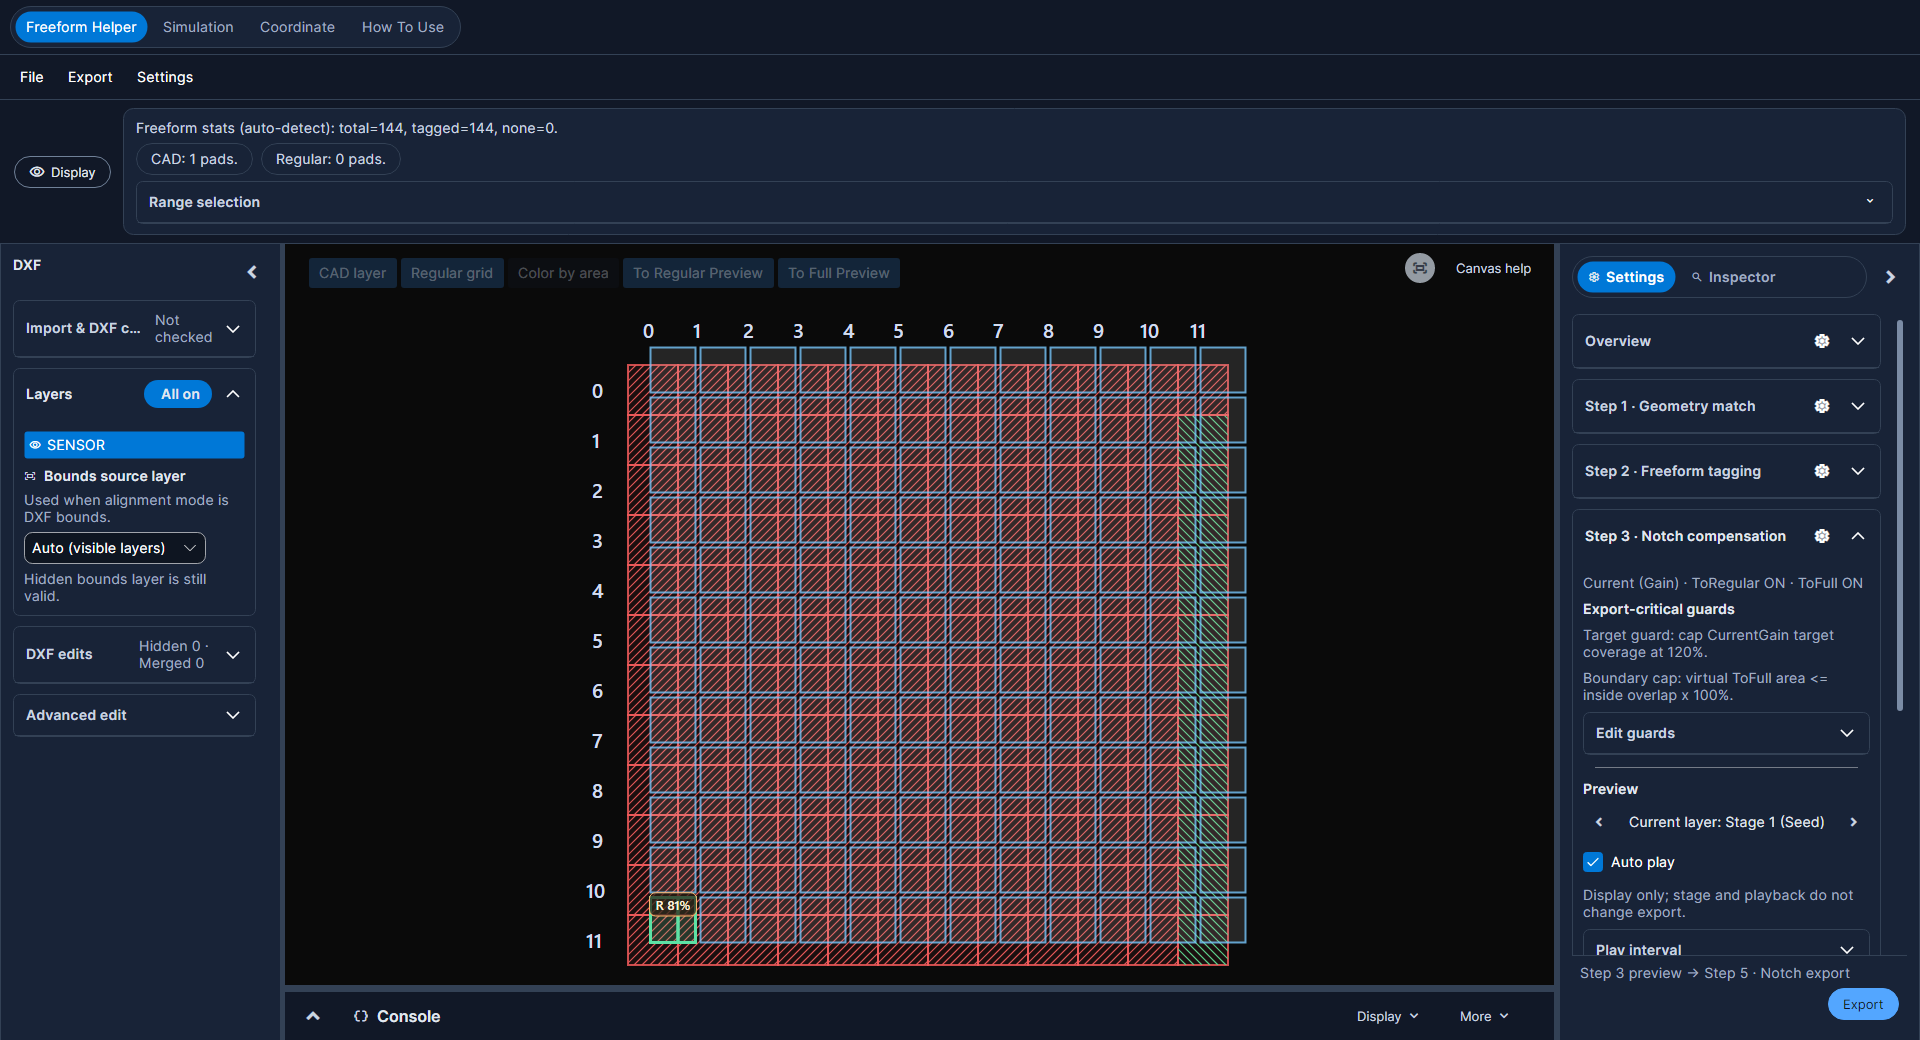 Freeform Helper
Simulation
Coordinate
How To Use
File
Export
Settings
Display
Freeform stats (auto-detect): total=144, tagged=144, none=0.
CAD: 1 pads.
Regular: 0 pads.
Range selection
DXF
Import & DXF c...
Not
checked
Layers
All on
SENSOR
Bounds source layer
Used when alignment mode is
DXF bounds.
Auto (visible layers)
Hidden bounds layer is still
valid.
DXF edits
Hidden 0 ·
Merged 0
Advanced edit
CAD layer
Regular grid
Color by area
To Regular Preview
To Full Preview
Canvas help
0 1 2 3 4 5 6 7 8 9 10 11
0
1
2
3
4
5
6
7
8
9
10
R 81%
11
Console
Display
More
Settings
Inspector
Overview
Step 1 · Geometry match
Step 2 · Freeform tagging
Step 3 · Notch compensation
Current (Gain) · ToRegular ON · ToFull ON
Export-critical guards
Target guard: cap CurrentGain target
coverage at 120%.
Boundary cap: virtual ToFull area <=
inside overlap x 100%.
Edit guards
Preview
Current layer: Stage 1 (Seed)
Auto play
Display only; stage and playback do not
change export.
Play interval
Step 3 preview → Step 5 · Notch export
Export